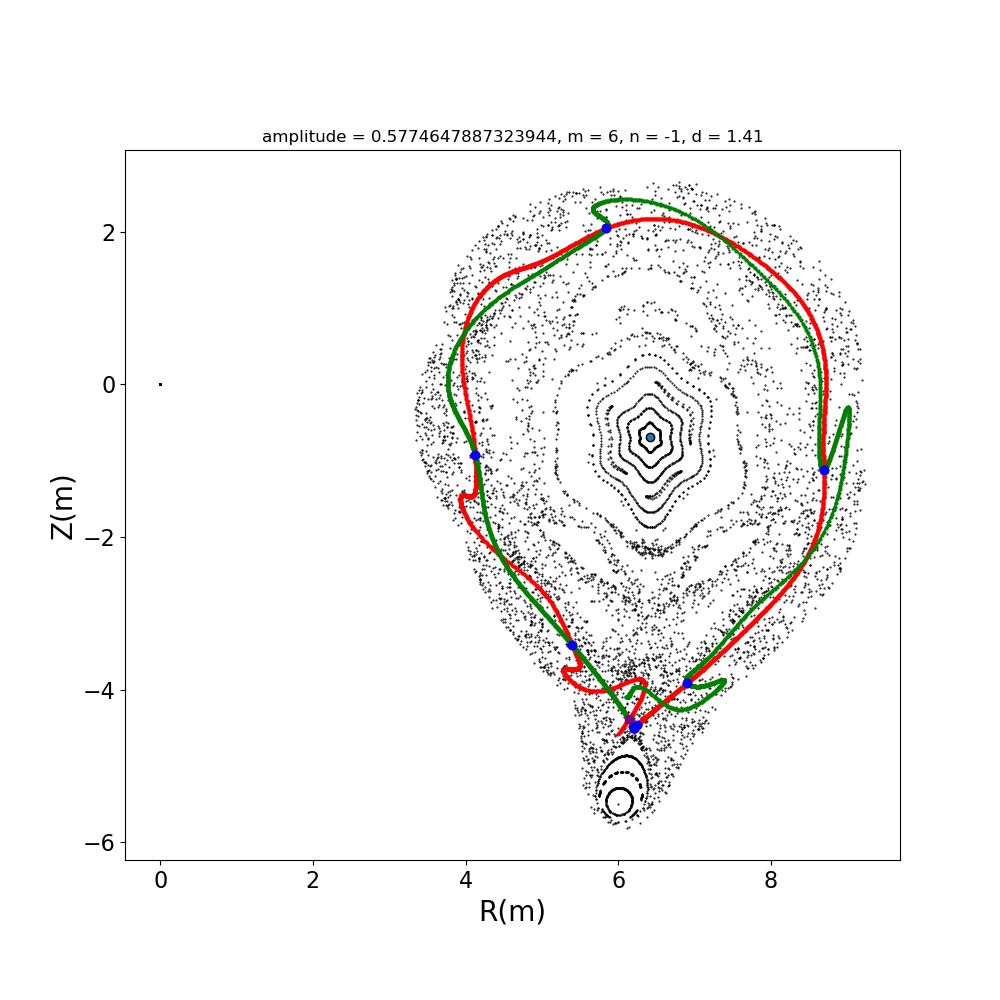 amplitude = 0.5774647887323944, m = 6, n = -1, d = 1.41
2
0
−2
−4
−6
Z(m)
0 2 4 6 8
R(m)